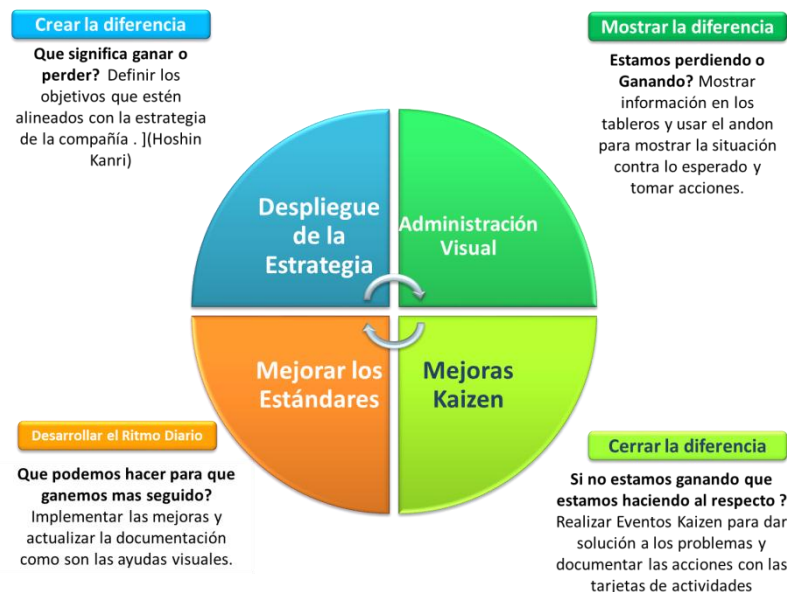 Crear la diferencia
Que significa ganar o
perder? Definir los
objetivos que estén
alineados con la estrategia
de la compañía . ](Hoshin
Kanri)
Mostrar la diferencia
Estamos perdiendo o
Ganando? Mostrar
información en los
tableros y usar el andon
para mostrar la situación
contra lo esperado y
tomar acciones.
Despliegue
de la
Estrategia
Administración
Visual
Mejorar los
Estándares
Mejoras
Kaizen
Desarrollar el Ritmo Diario
Que podemos hacer para que
ganemos mas seguido?
Implementar las mejoras y
actualizar la documentación
como son las ayudas visuales.
Cerrar la diferencia
Si no estamos ganando que
estamos haciendo al respecto ?
Realizar Eventos Kaizen para dar
solución a los problemas y
documentar las acciones con las
tarjetas de actividades